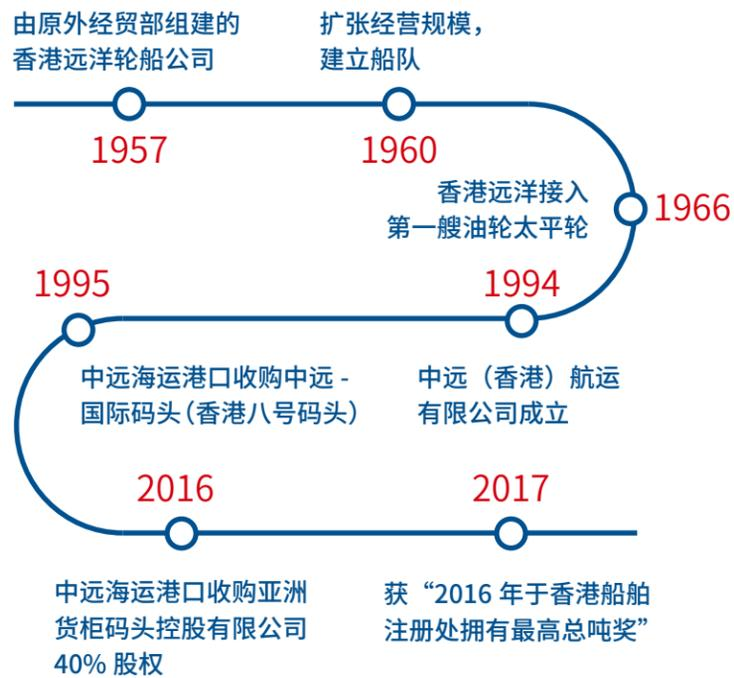 由原外经贸部组建的
香港远洋轮船公司
1957
扩张经营规模，
建立船队
1960
香港远洋接入
第一艘油轮太平轮
1966
1994
中远（香港）航运
有限公司成立
1995
中远海运港口收购中远 -
国际码头（香港八号码头）
2016
中远海运港口收购亚洲
货柜码头控股有限公司
40% 股权
2017
获“2016 年于香港船舶
注册处拥有最高总吨奖”